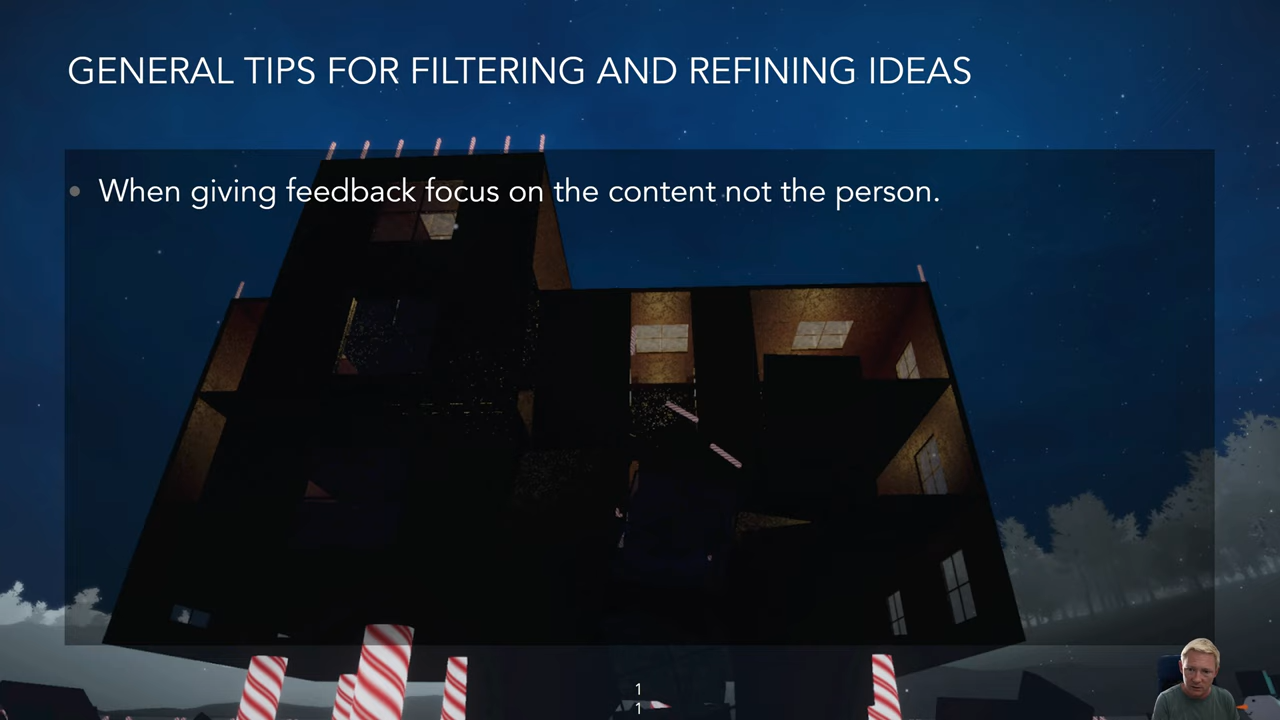 GENERAL TIPS FOR FILTERING AND REFINING IDEAS
• When giving feedback focus on the content not the person.
1
1